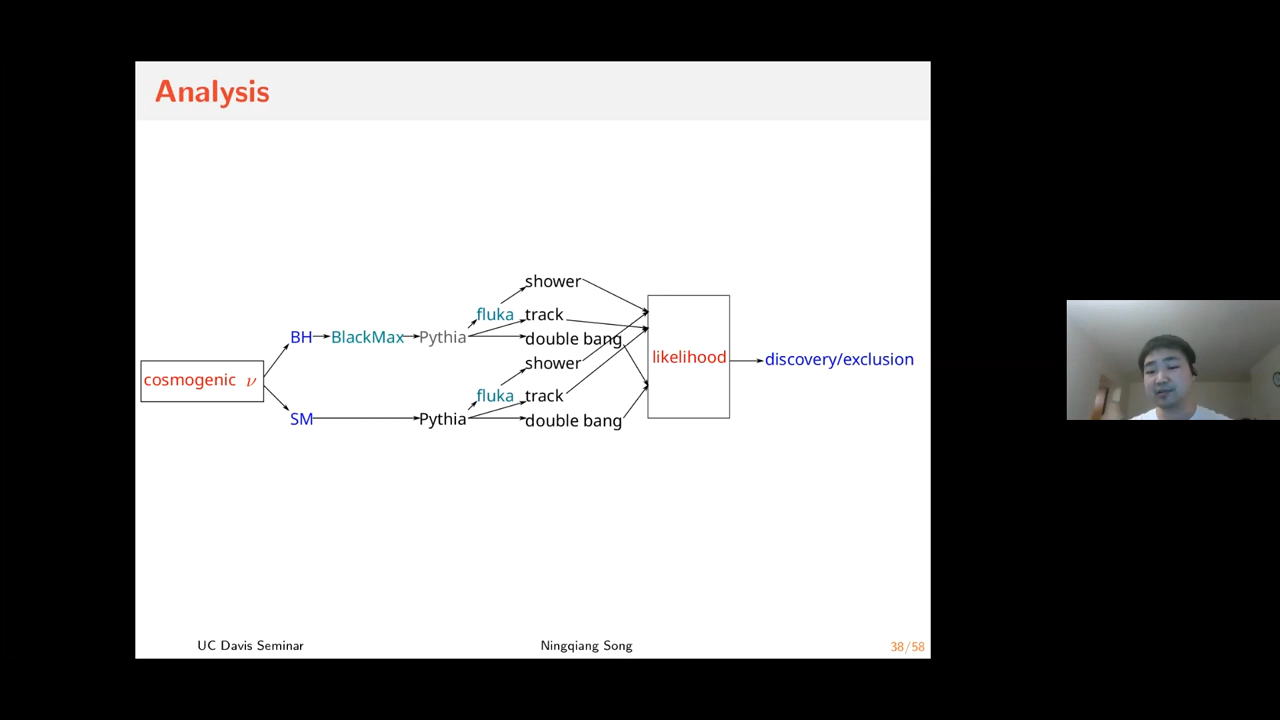 Analysis
shower
fluka track
BH BlackMax Pythia double bang
shower
likelihood discovery/exclusion
cosmogenic ν
fluka track
SM Pythia double bang
UC Davis Seminar Ningqiang Song 38/58